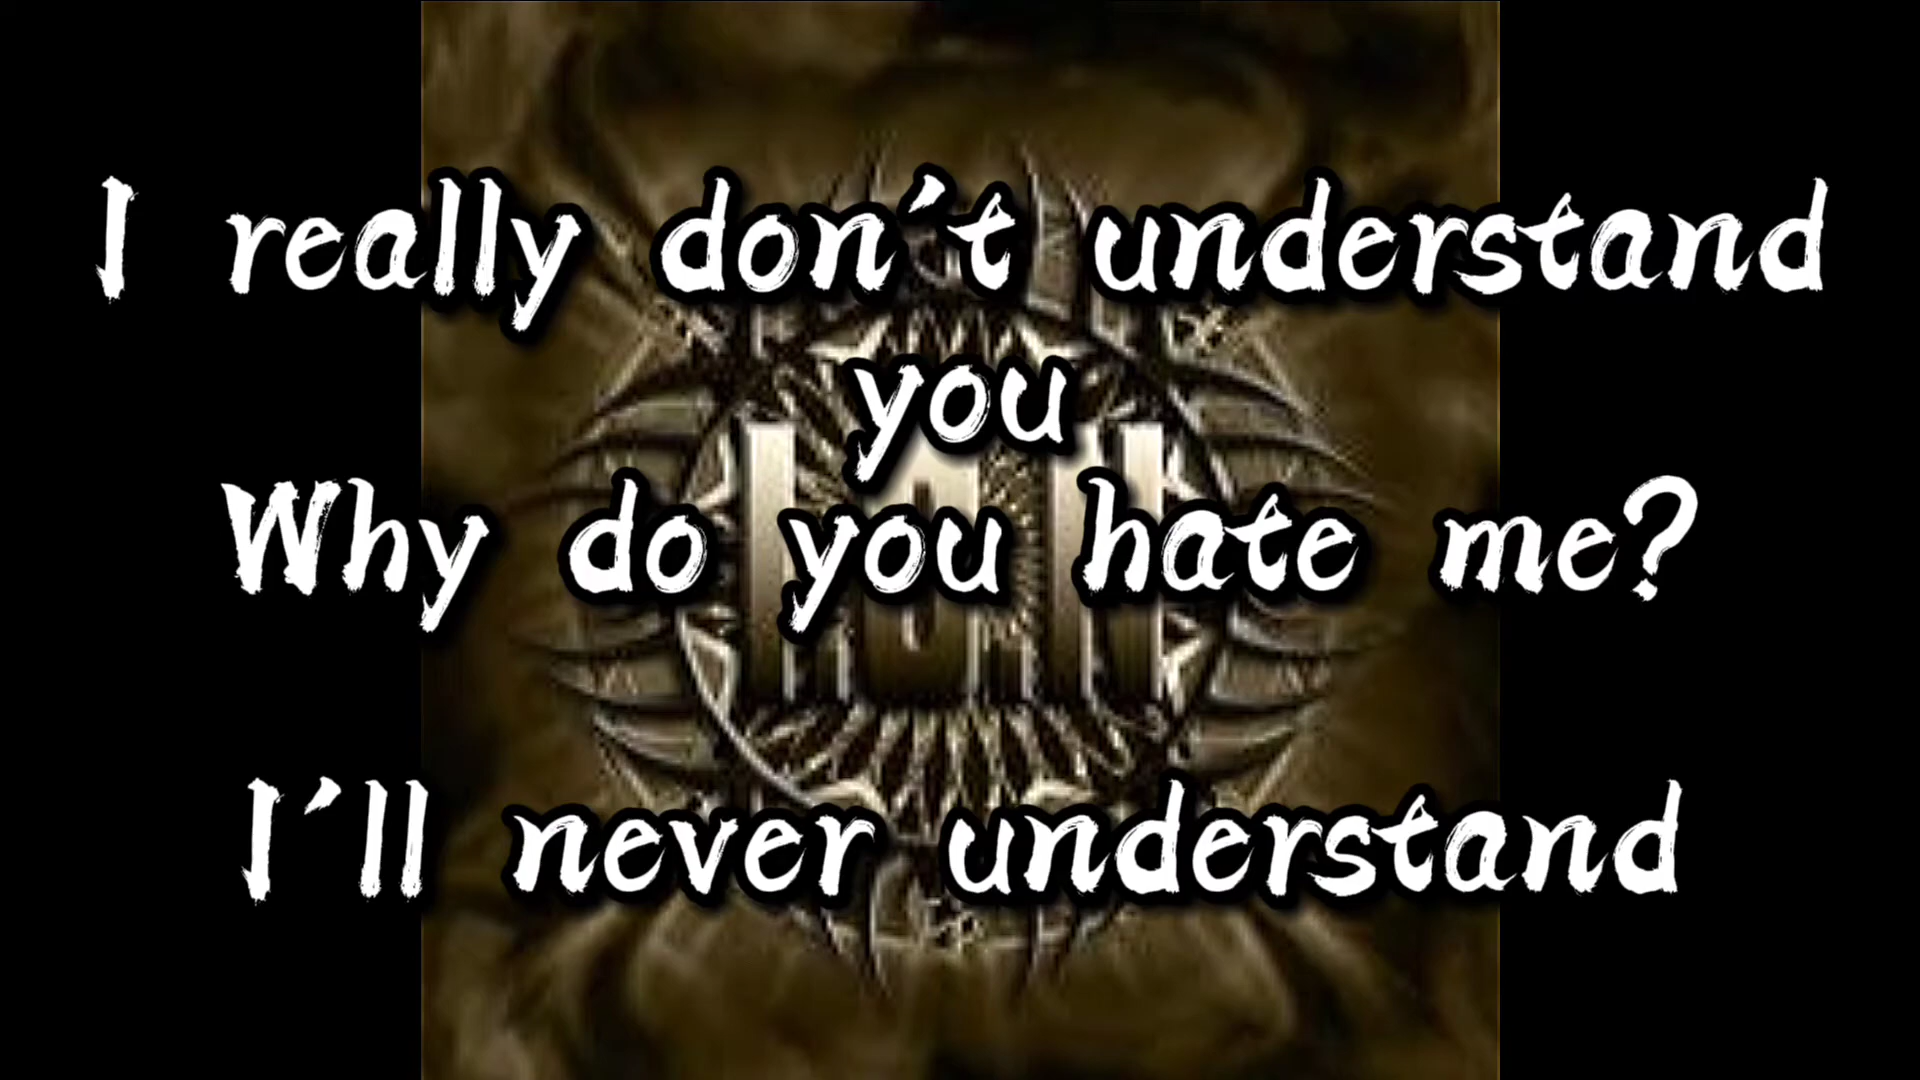 I really don't understand
you
Why do you hate me?
I'll never understand